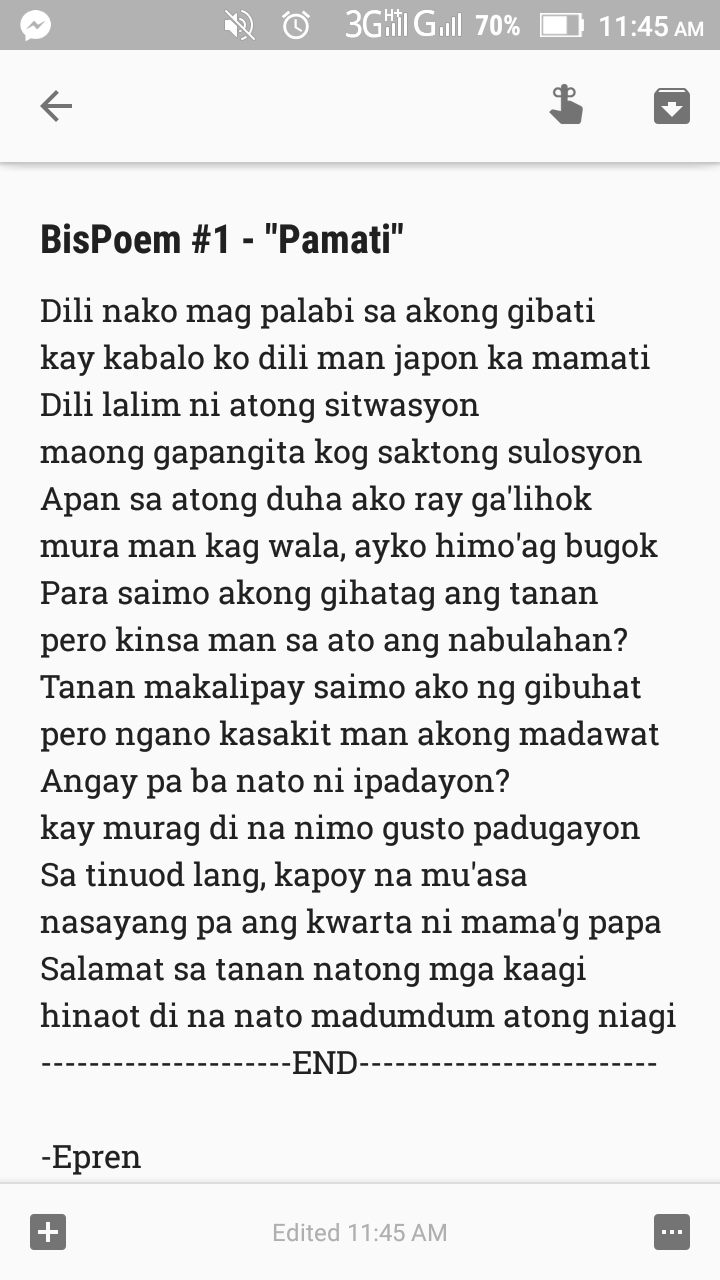 3G H+ G 70% 11:45 AM
BisPoem #1 - "Pamati"
Dili nako mag palabi sa akong gibati
kay kabalo ko dili man japon ka mamati
Dili lalim ni atong sitwasyon
maong gapangita kog saktong sulosyon
Apan sa atong duha ako ray ga'lihok
mura man kag wala, ayko himo'ag bugok
Para saimo akong gihatag ang tanan
pero kinsa man sa ato ang nabulahan?
Tanan makalipay saimo ako ng gibuhat
pero ngano kasakit man akong madawat
Angay pa ba nato ni ipadayon?
kay murag di na nimo gusto padugayon
Sa tinuod lang, kapoy na mu'asa
nasayang pa ang kwarta ni mama'g papa
Salamat sa tanan natong mga kaagi
hinaot di na nato madumdum atong niagi
---------------------END-------------------------
-Epren
Edited 11:45 AM